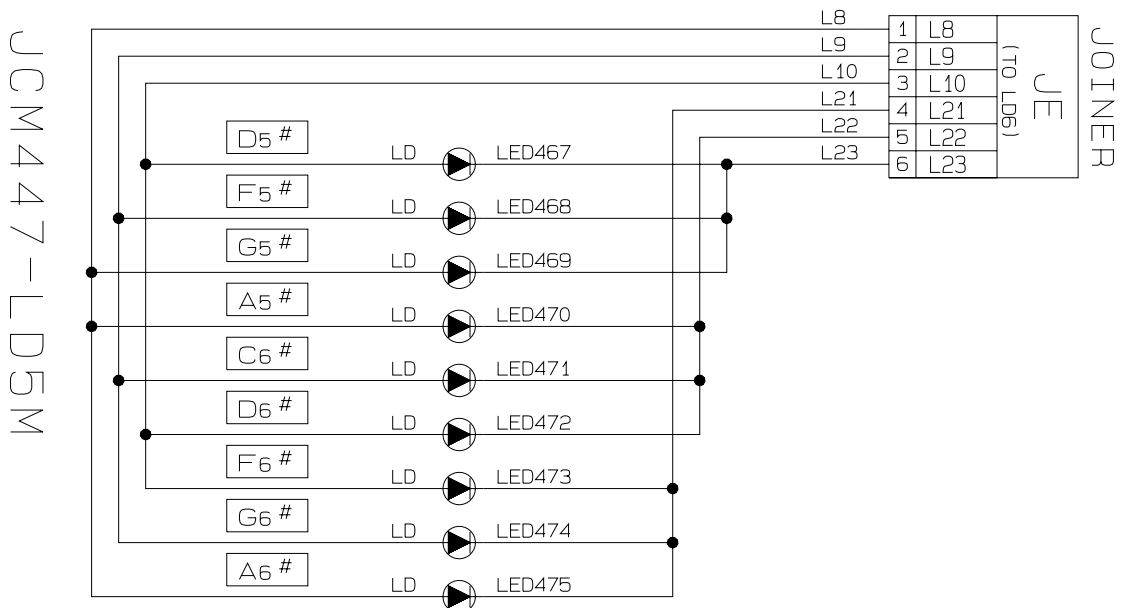 JCM447-LD5M
L8
L9
L10
L21
L22
L23
1 L8
2 L9
3 L10
4 L21
5 L22
6 L23
JE
(TO LD6)
JOINER
D5#
LD LED467
F5#
LD LED468
G5#
LD LED469
A5#
LD LED470
C6#
LD LED471
D6#
LD LED472
F6#
LD LED473
G6#
LD LED474
A6#
LD LED475